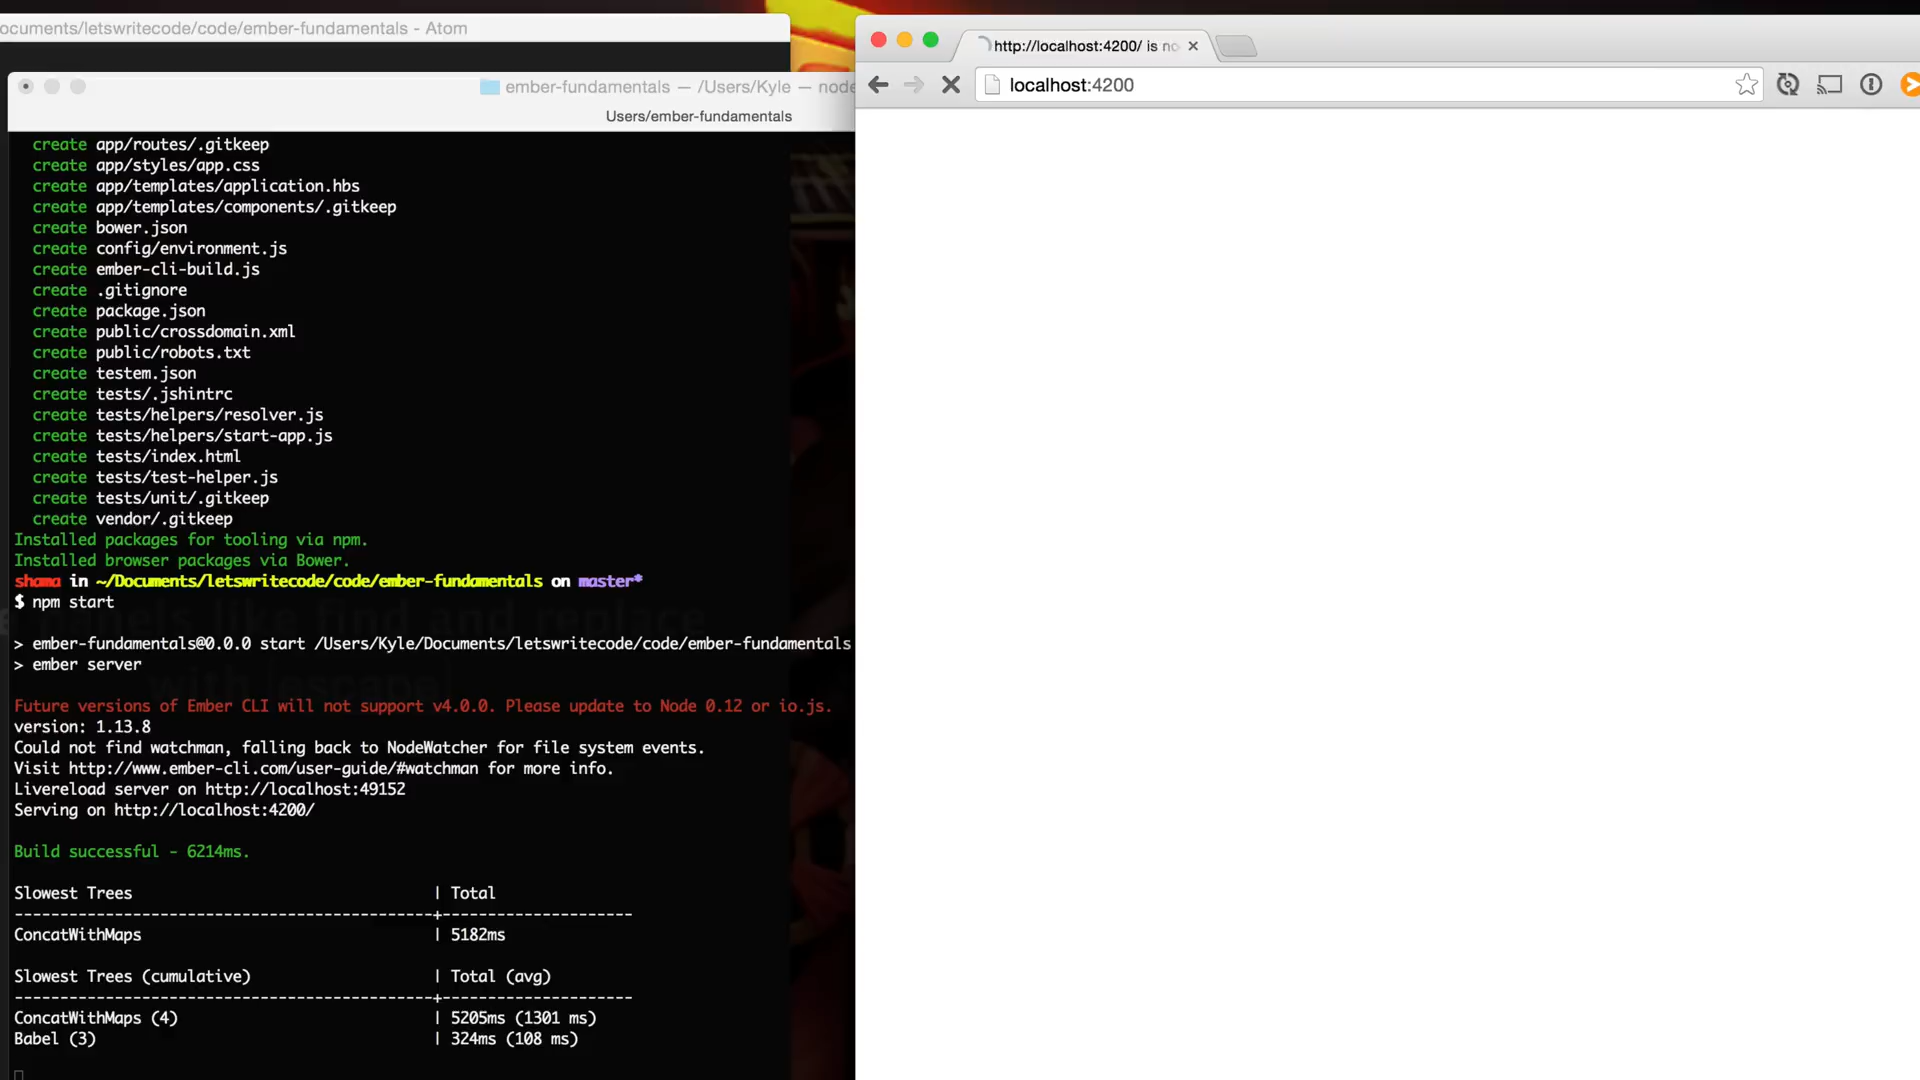 ocuments/letswritecode/code/ember-fundamentals - Atom
ember-fundamentals — /Users/Kyle — node
Users/ember-fundamentals
create app/routes/.gitkeep
create app/styles/app.css
create app/templates/application.hbs
create app/templates/components/.gitkeep
create bower.json
create config/environment.js
create ember-cli-build.js
create .gitignore
create package.json
create public/crossdomain.xml
create public/robots.txt
create testem.json
create tests/.jshintrc
create tests/helpers/resolver.js
create tests/helpers/start-app.js
create tests/index.html
create tests/test-helper.js
create tests/unit/.gitkeep
create vendor/.gitkeep
Installed packages for tooling via npm.
Installed browser packages via Bower.
shama in ~/Documents/letswritecode/code/ember-fundamentals on master*
$ npm start
panels like find and replace
> ember-fundamentals@0.0.0 start /Users/Kyle/Documents/letswritecode/code/ember-fundamentals
> ember server
with [escape]
Future versions of Ember CLI will not support v4.0.0. Please update to Node 0.12 or io.js.
version: 1.13.8
Could not find watchman, falling back to NodeWatcher for file system events.
Visit http://www.ember-cli.com/user-guide/#watchman for more info.
Livereload server on http://localhost:49152
Serving on http://localhost:4200/
Build successful - 6214ms.
Slowest Trees | Total
----------------------------------------------+---------------------
ConcatWithMaps | 5182ms
Slowest Trees (cumulative) | Total (avg)
----------------------------------------------+---------------------
ConcatWithMaps (4) | 5205ms (1301 ms)
Babel (3) | 324ms (108 ms)
http://localhost:4200/ is no
localhost:4200